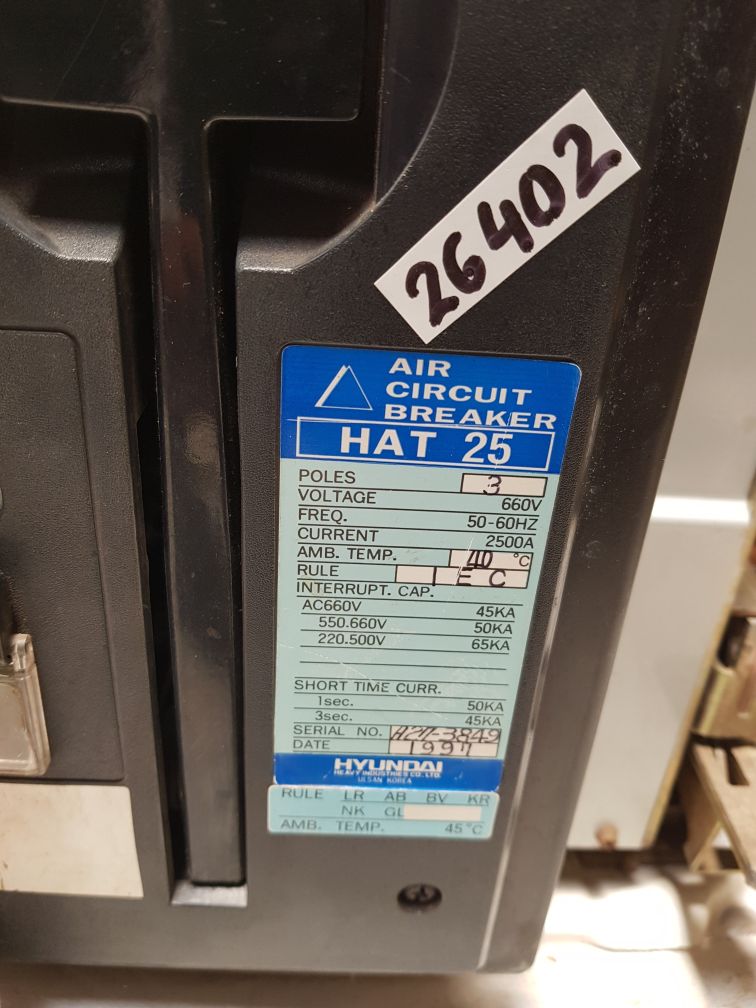 26402
AIR
CIRCUIT
BREAKER
HAT 25
POLES 3
VOLTAGE 660V
FREQ. 50-60HZ
CURRENT 2500A
AMB. TEMP. 40 °C
RULE IEC
INTERRUPT. CAP.
AC660V 45KA
550.660V 50KA
220.500V 65KA
SHORT TIME CURR.
1sec. 50KA
3sec. 45KA
SERIAL NO.
DATE 1997
HYUNDAI
HEAVY INDUSTRIES CO., LTD.
ULSAN KOREA
RULE LR AB BV KR
NK GL
AMB. TEMP. 45°C